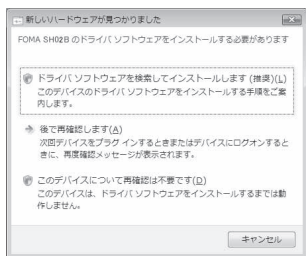 新しいハードウェアが見つかりました
FOMA SH02B のドライバ ソフトウェアをインストールする必要があります
ドライバ ソフトウェアを検索してインストールします (推奨)(L)
このデバイスのドライバ ソフトウェアをインストールする手順をご案
内します。
後で再確認します(A)
次回デバイスをプラグ インするときまたはデバイスにログオンすると
きに、再度確認メッセージが表示されます。
このデバイスについて再確認は不要です(D)
このデバイスは、ドライバ ソフトウェアをインストールするまでは動
作しません。
キャンセル